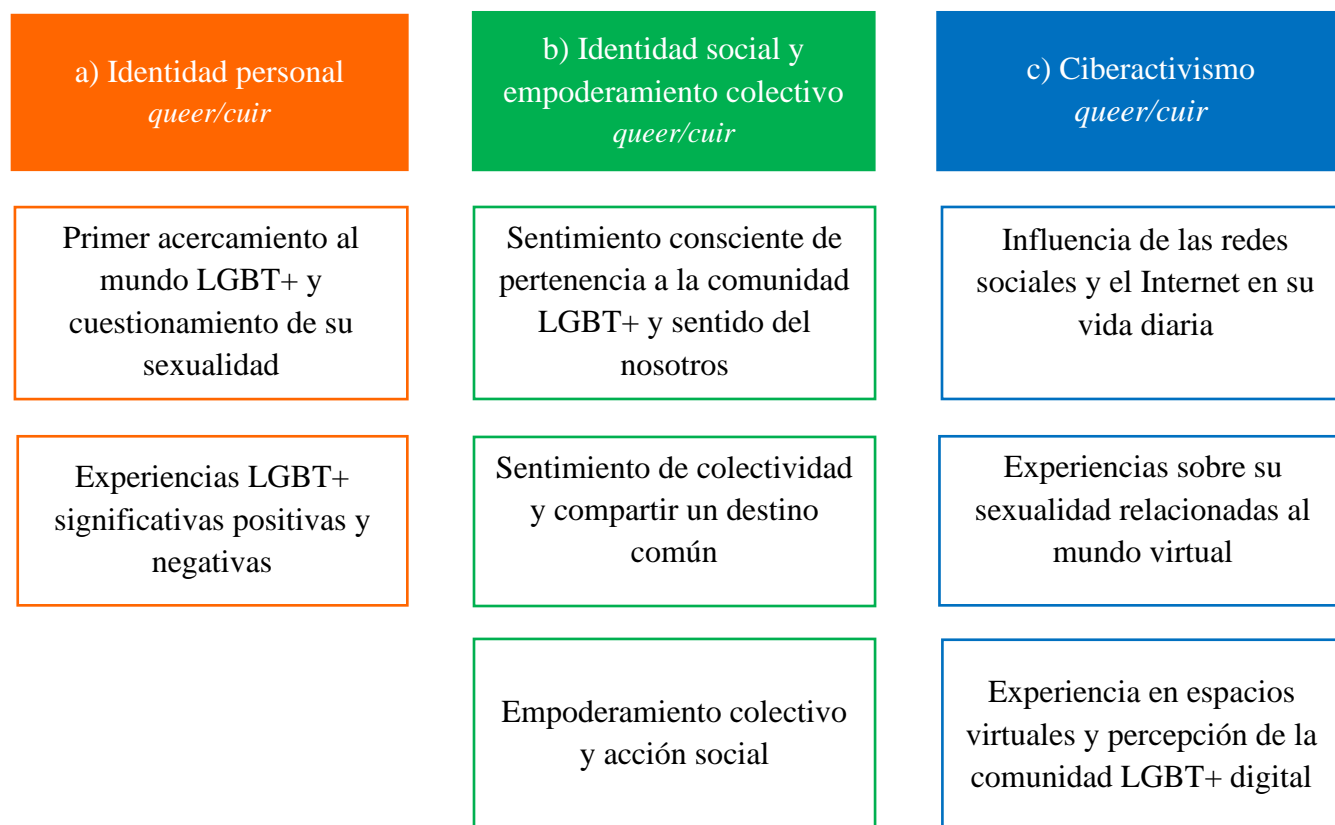 a) Identidad personal
queer/cuir
b) Identidad social y
empoderamiento colectivo
queer/cuir
c) Ciberactivismo
queer/cuir
Primer acercamiento al
mundo LGBT+ y
cuestionamiento de su
sexualidad
Sentimiento consciente de
pertenencia a la comunidad
LGBT+ y sentido del
nosotros
Influencia de las redes
sociales y el Internet en su
vida diaria
Experiencias LGBT+
significativas positivas y
negativas
Sentimiento de colectividad
y compartir un destino
común
Experiencias sobre su
sexualidad relacionadas al
mundo virtual
Empoderamiento colectivo
y acción social
Experiencia en espacios
virtuales y percepción de la
comunidad LGBT+ digital